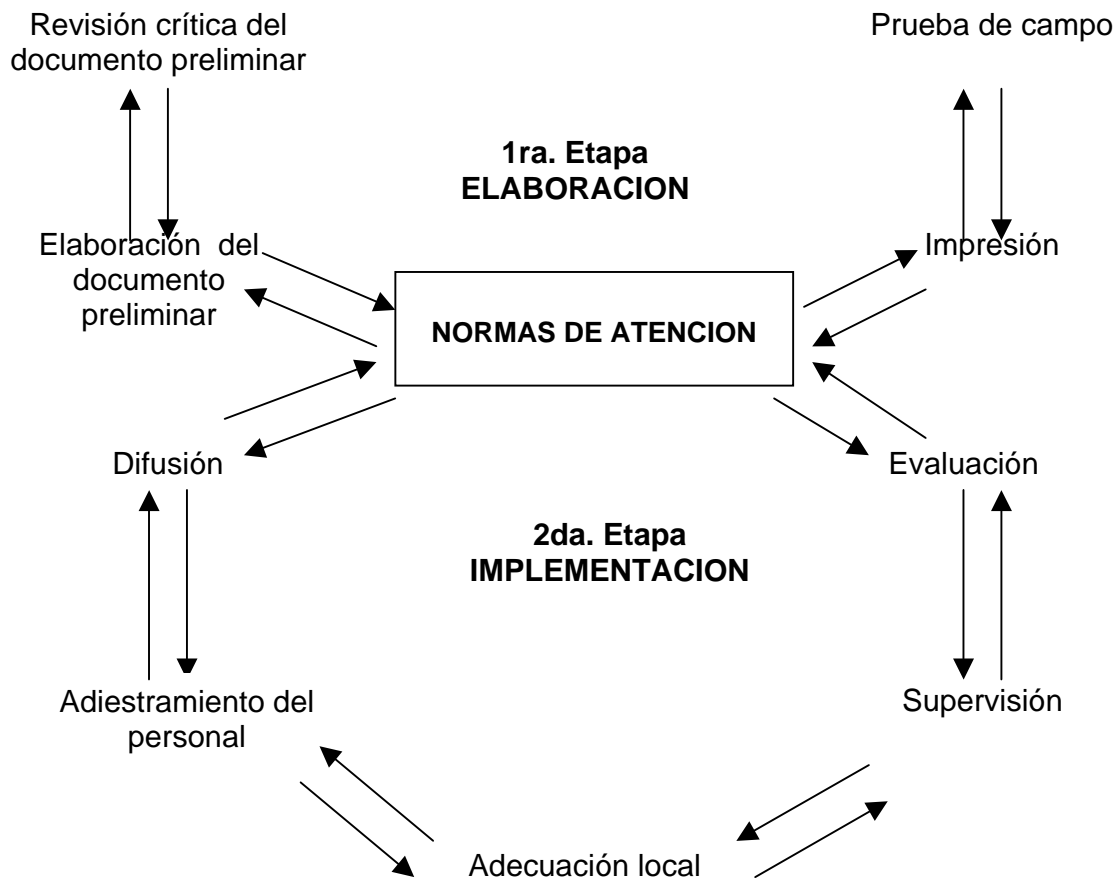 Revisión crítica del
documento preliminar
Prueba de campo
1ra. Etapa
ELABORACION
Elaboración del
documento
preliminar
Impresión
NORMAS DE ATENCION
Difusión
Evaluación
2da. Etapa
IMPLEMENTACION
Adiestramiento del
personal
Supervisión
Adecuación local